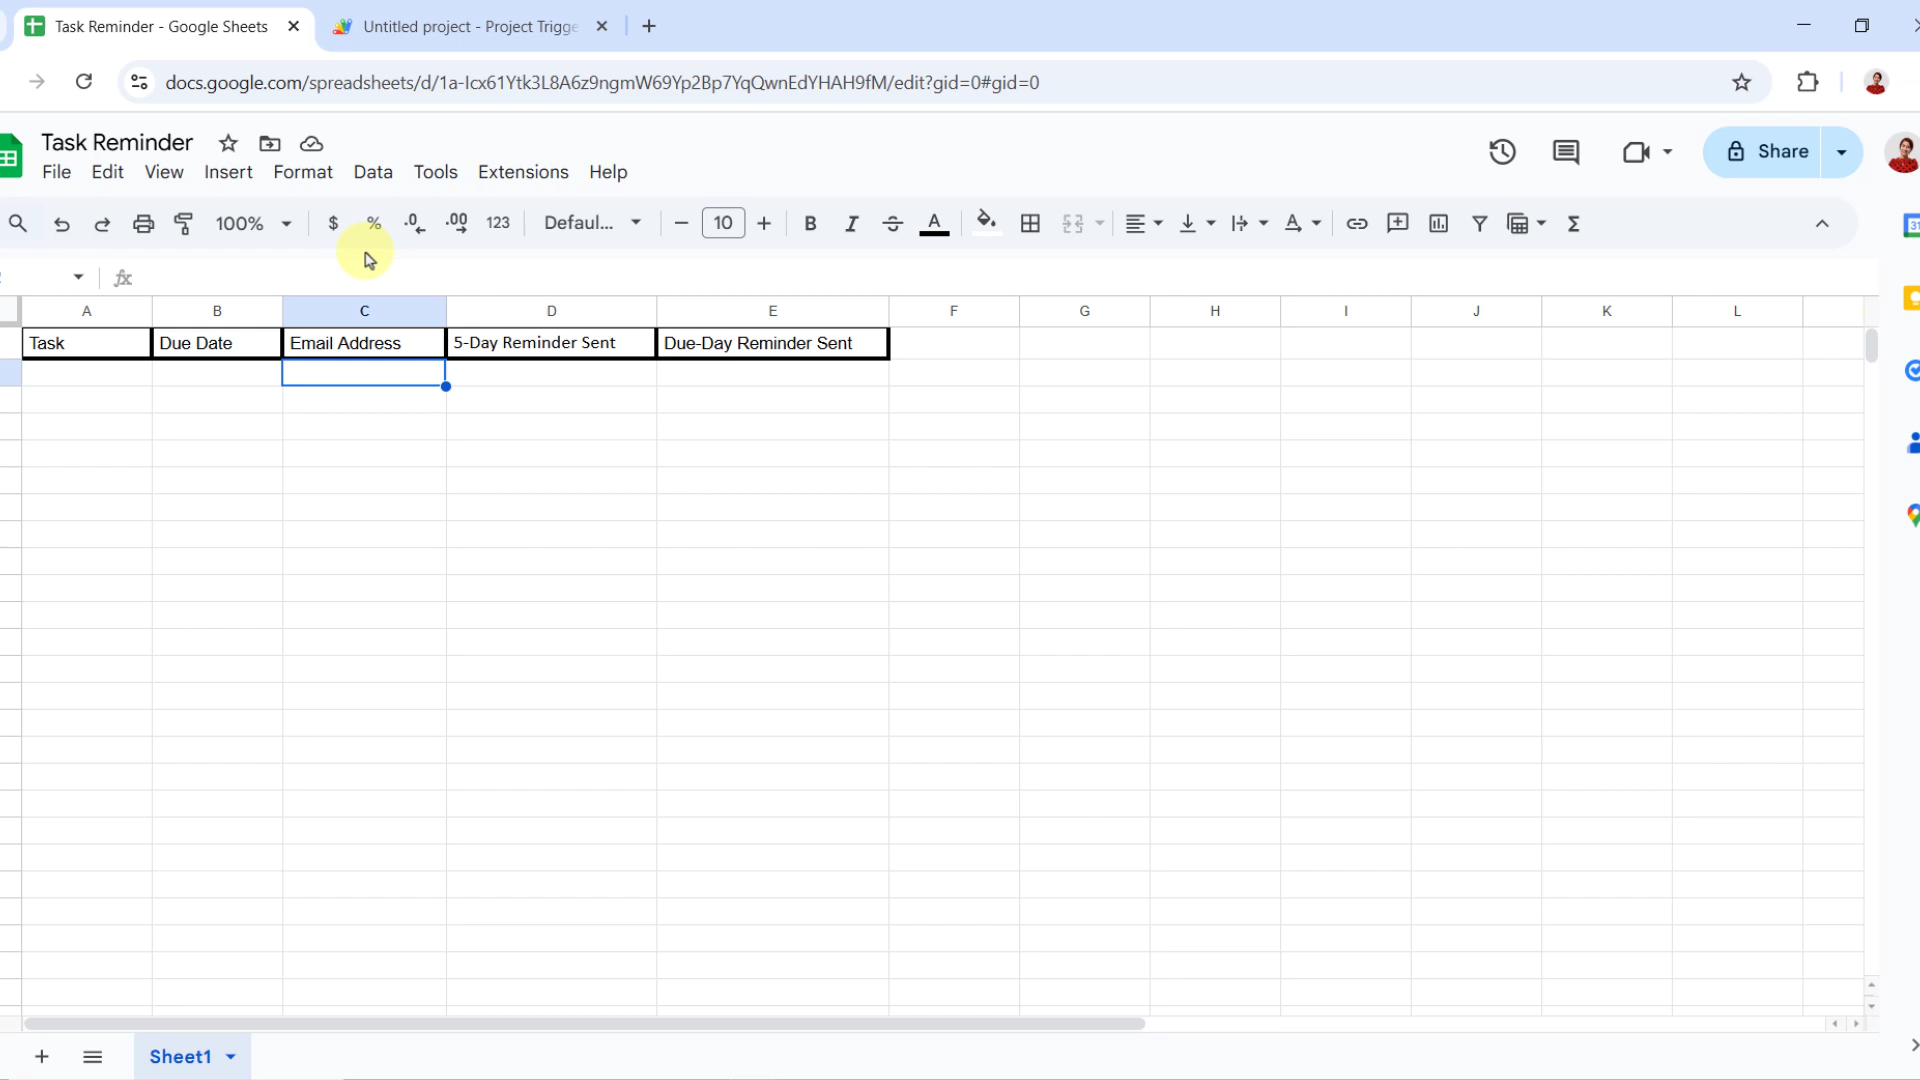 Task Reminder - Google Sheets
Untitled project - Project Trigge
docs.google.com/spreadsheets/d/1a-Icx61Ytk3L8A6z9ngmW69Yp2Bp7YqQwnEdYHAH9fM/edit?gid=0#gid=0
Task Reminder
File Edit View Insert Format Data Tools Extensions Help
Share
100% $ % .0 .00 123 Defaul... 10 B I S A
fx
A B C D E F G H I J K L
Task Due Date Email Address 5-Day Reminder Sent Due-Day Reminder Sent
Sheet1